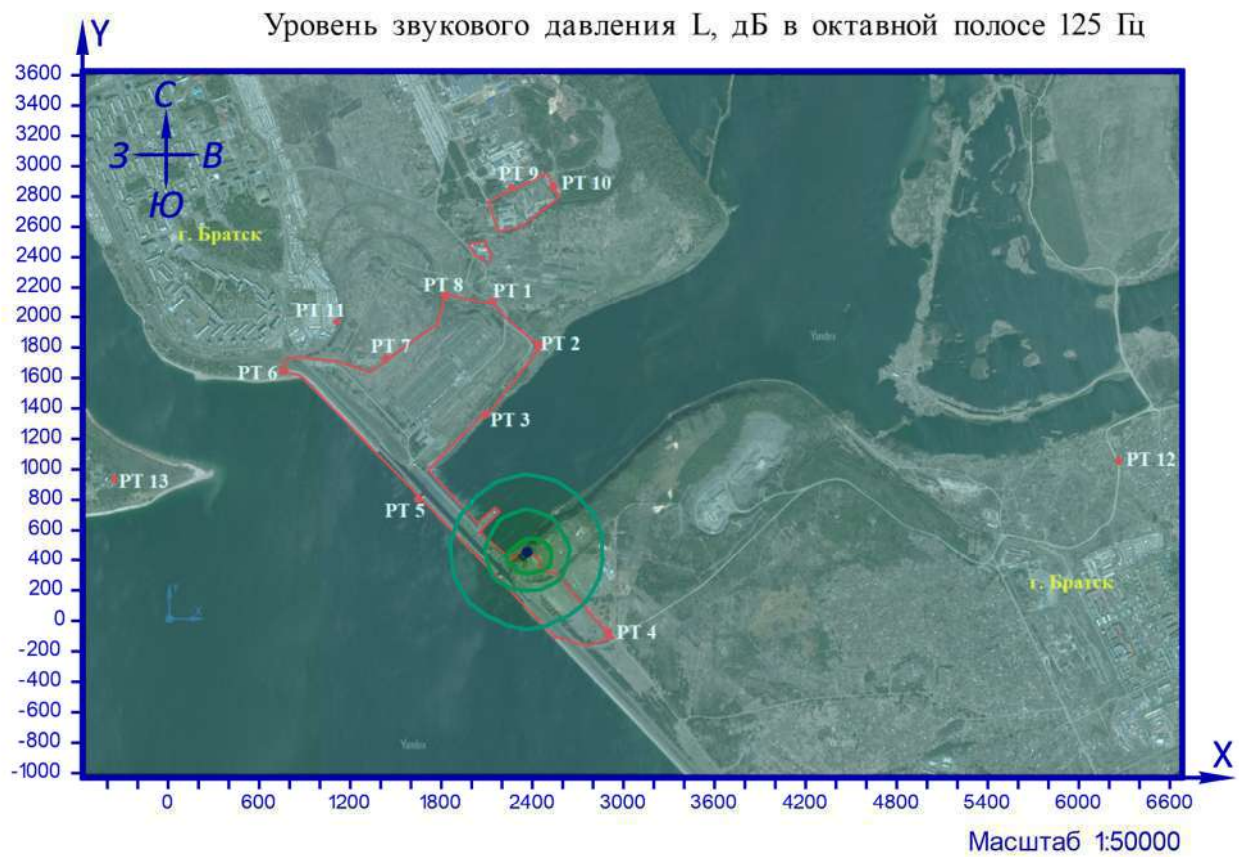 Уровень звукового давления L, дБ в октавной полосе 125 Гц
Y
3600
3400
3200
3000
2800
2600
2400
2200
2000
1800
1600
1400
1200
1000
800
600
400
200
0
-200
-400
-600
-800
-1000
С
З В
Ю
г. Братск
РТ 9
РТ 10
РТ 8
РТ 1
РТ 11
РТ 7
РТ 2
РТ 6
РТ 3
Yandex
РТ 12
РТ 13
РТ 5
г. Братск
РТ 4
Y
X
Yandex
X
0 600 1200 1800 2400 3000 3600 4200 4800 5400 6000 6600
Масштаб 1:50000